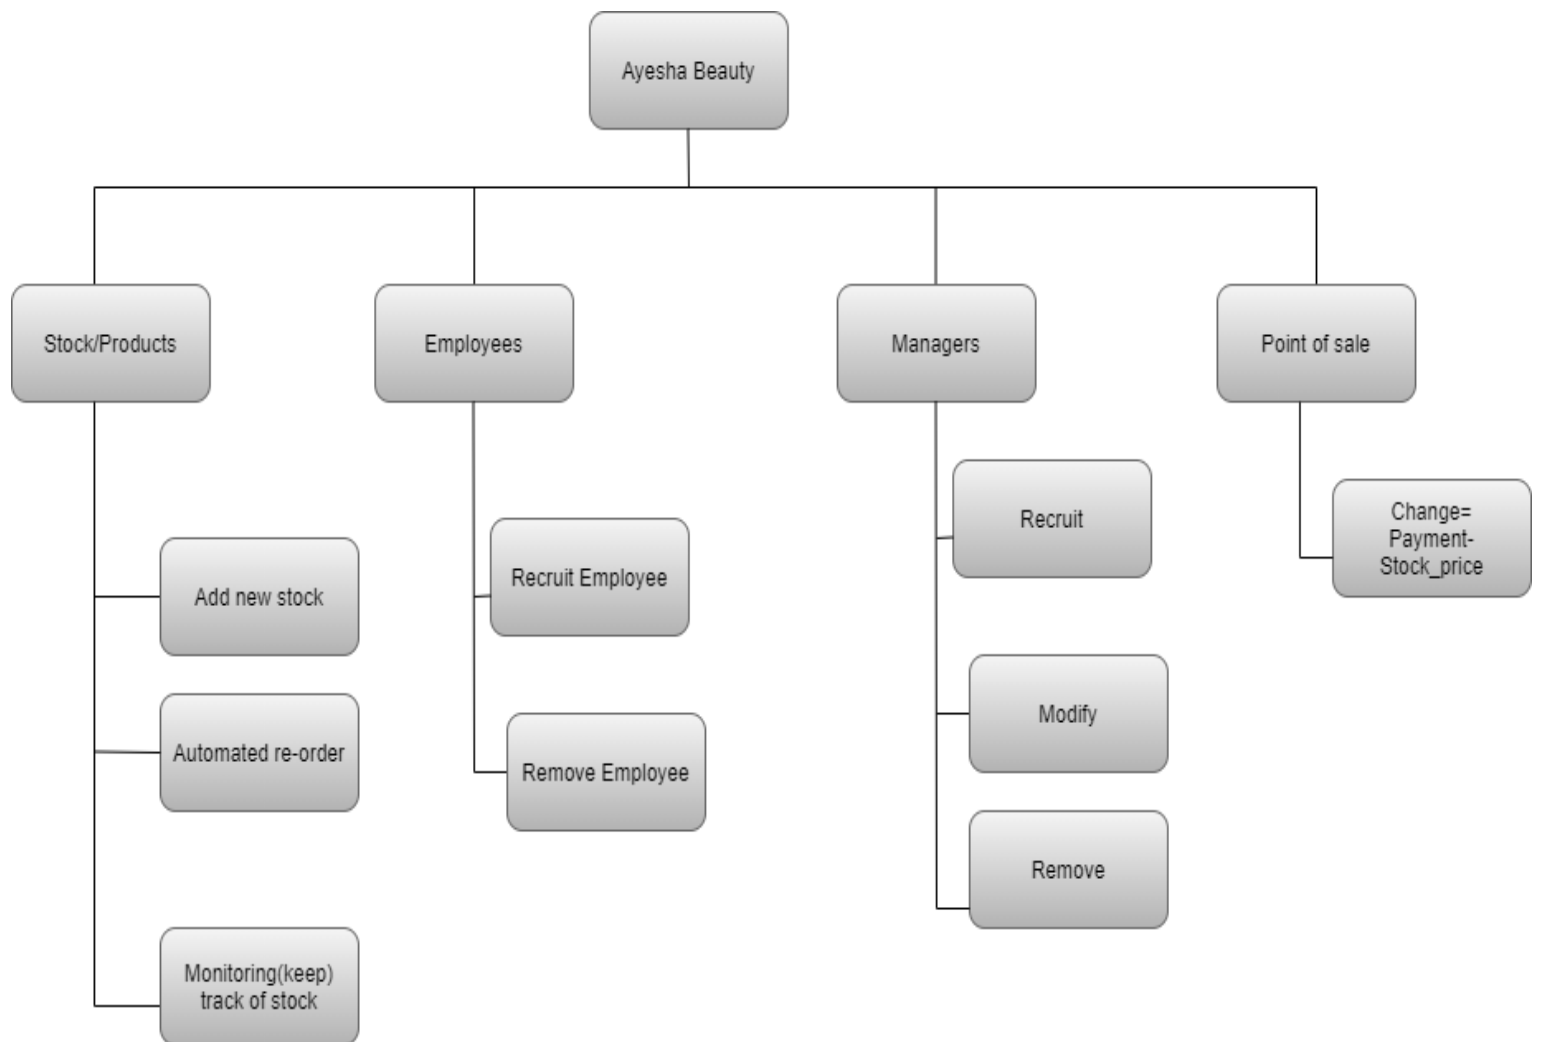 Ayesha Beauty
Stock/Products
Employees
Managers
Point of sale
Add new stock
Automated re-order
Monitoring(keep)
track of stock
Recruit Employee
Remove Employee
Recruit
Modify
Remove
Change=
Payment-
Stock_price